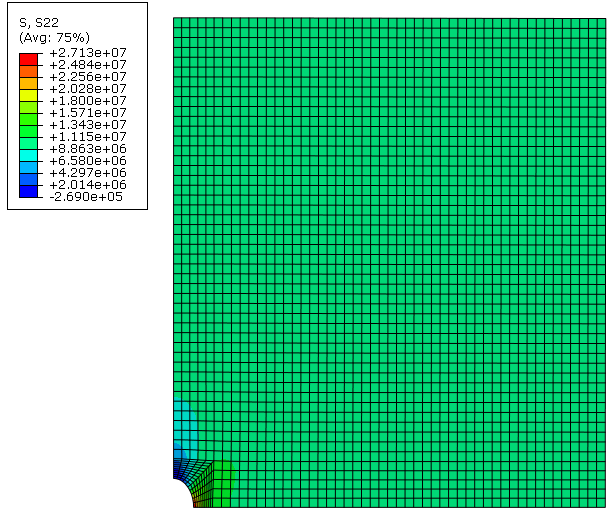 S, S22
(Avg: 75%)
+2.713e+07
+2.484e+07
+2.256e+07
+2.028e+07
+1.800e+07
+1.571e+07
+1.343e+07
+1.115e+07
+8.863e+06
+6.580e+06
+4.297e+06
+2.014e+06
-2.690e+05